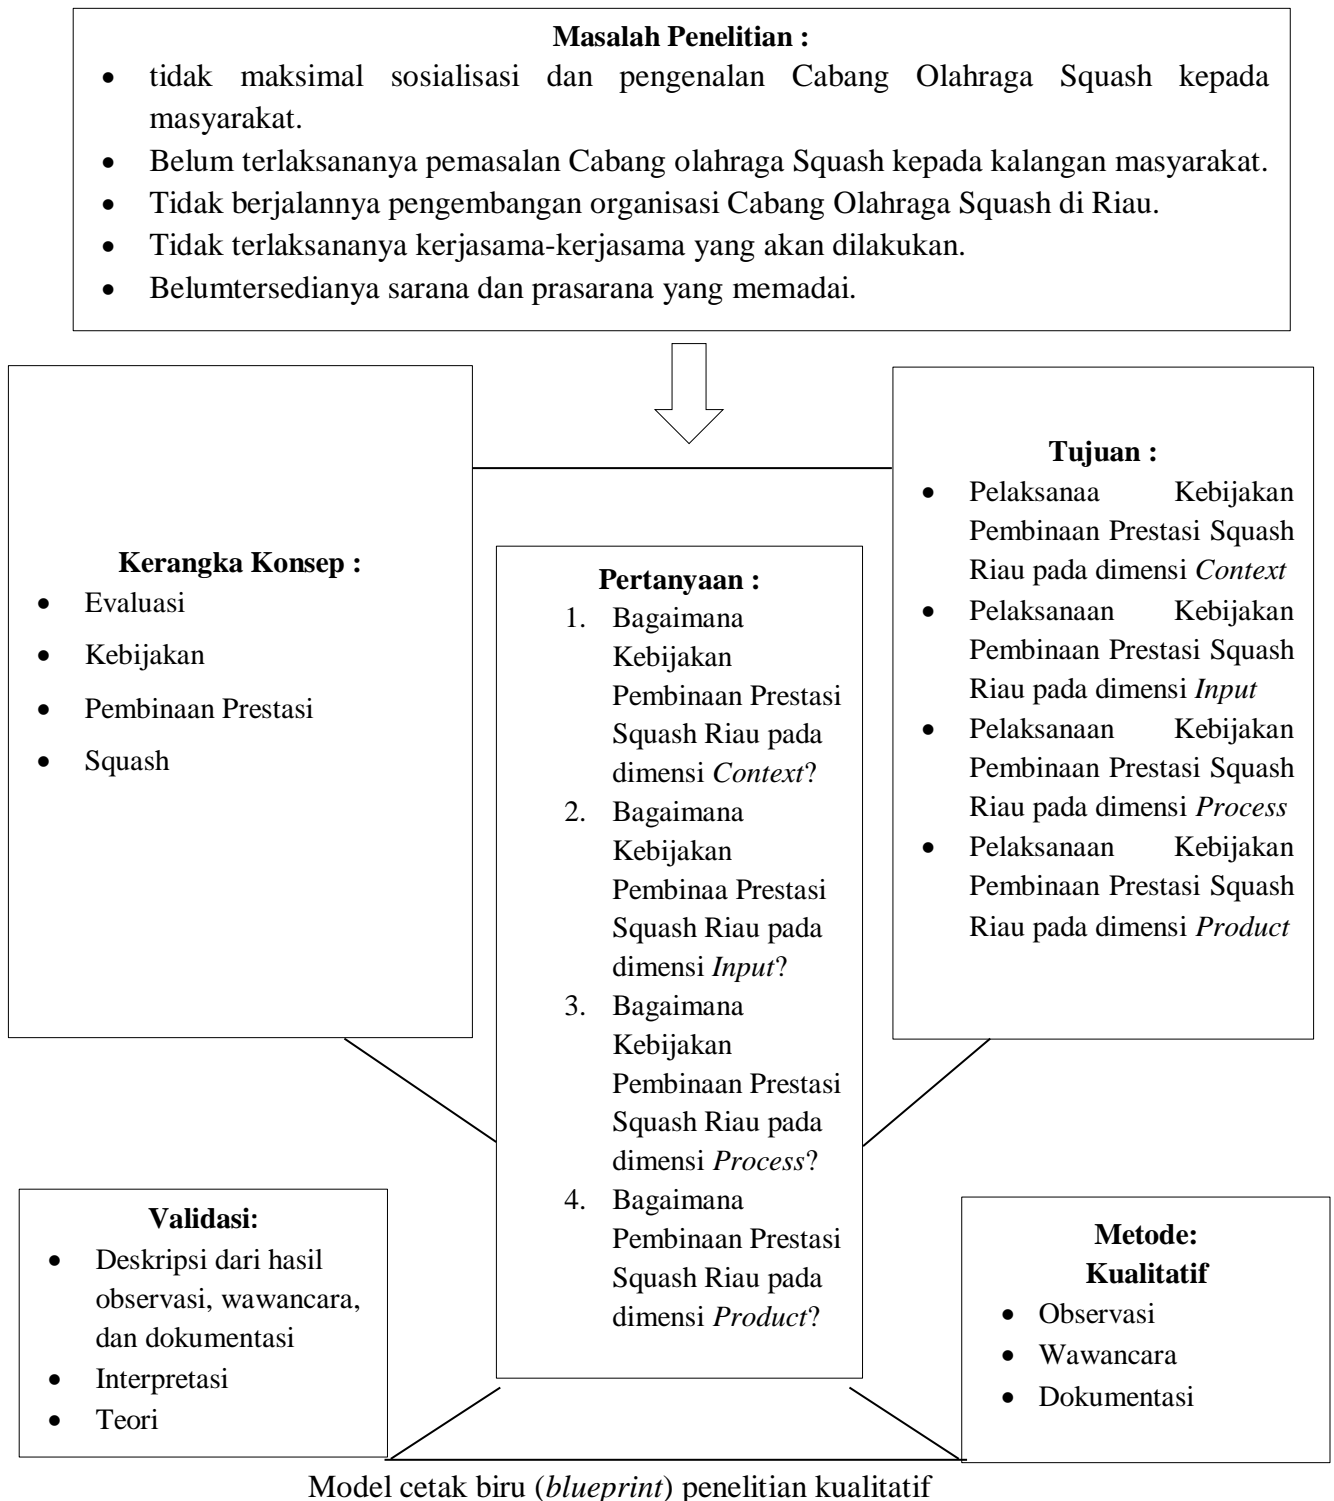 Masalah Penelitian :
• tidak maksimal sosialisasi dan pengenalan Cabang Olahraga Squash kepada
masyarakat.
• Belum terlaksananya pemasalan Cabang olahraga Squash kepada kalangan masyarakat.
• Tidak berjalannya pengembangan organisasi Cabang Olahraga Squash di Riau.
• Tidak terlaksananya kerjasama-kerjasama yang akan dilakukan.
• Belumtersedianya sarana dan prasarana yang memadai.
Kerangka Konsep :
• Evaluasi
• Kebijakan
• Pembinaan Prestasi
• Squash
Pertanyaan :
1. Bagaimana
Kebijakan
Pembinaan Prestasi
Squash Riau pada
dimensi Context?
2. Bagaimana
Kebijakan
Pembinaa Prestasi
Squash Riau pada
dimensi Input?
3. Bagaimana
Kebijakan
Pembinaan Prestasi
Squash Riau pada
dimensi Process?
4. Bagaimana
Pembinaan Prestasi
Squash Riau pada
dimensi Product?
Tujuan :
• Pelaksanaa Kebijakan
Pembinaan Prestasi Squash
Riau pada dimensi Context
• Pelaksanaan Kebijakan
Pembinaan Prestasi Squash
Riau pada dimensi Input
• Pelaksanaan Kebijakan
Pembinaan Prestasi Squash
Riau pada dimensi Process
• Pelaksanaan Kebijakan
Pembinaan Prestasi Squash
Riau pada dimensi Product
Validasi:
• Deskripsi dari hasil
observasi, wawancara,
dan dokumentasi
• Interpretasi
• Teori
Metode:
Kualitatif
• Observasi
• Wawancara
• Dokumentasi
Model cetak biru (blueprint) penelitian kualitatif